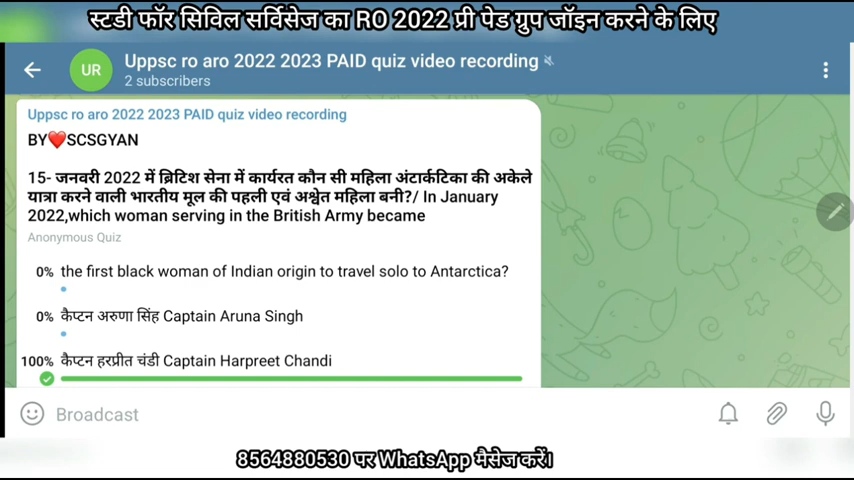 स्टडी फॉर सिविल सर्विसेज का RO 2022 प्री पेड ग्रुप जॉइन करने के लिए
UR
Uppsc ro aro 2022 2023 PAID quiz video recording
2 subscribers
Uppsc ro aro 2022 2023 PAID quiz video recording
BY❤️SCSGYAN
15- जनवरी 2022 में ब्रिटिश सेना में कार्यरत कौन सी महिला अंटार्कटिका की अकेले
यात्रा करने वाली भारतीय मूल की पहली एवं अश्वेत महिला बनी?/ In January
2022,which woman serving in the British Army became
Anonymous Quiz
0% the first black woman of Indian origin to travel solo to Antarctica?
0% कैप्टन अरुणा सिंह Captain Aruna Singh
100% कैप्टन हरप्रीत चंडी Captain Harpreet Chandi
Broadcast
8564880530 पर WhatsApp मैसेज करें।